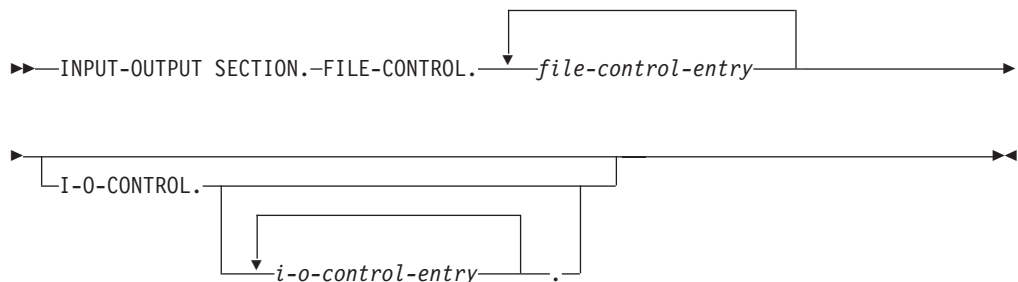 INPUT-OUTPUT SECTION. FILE-CONTROL. file-control-entry
I-O-CONTROL.
i-o-control-entry .